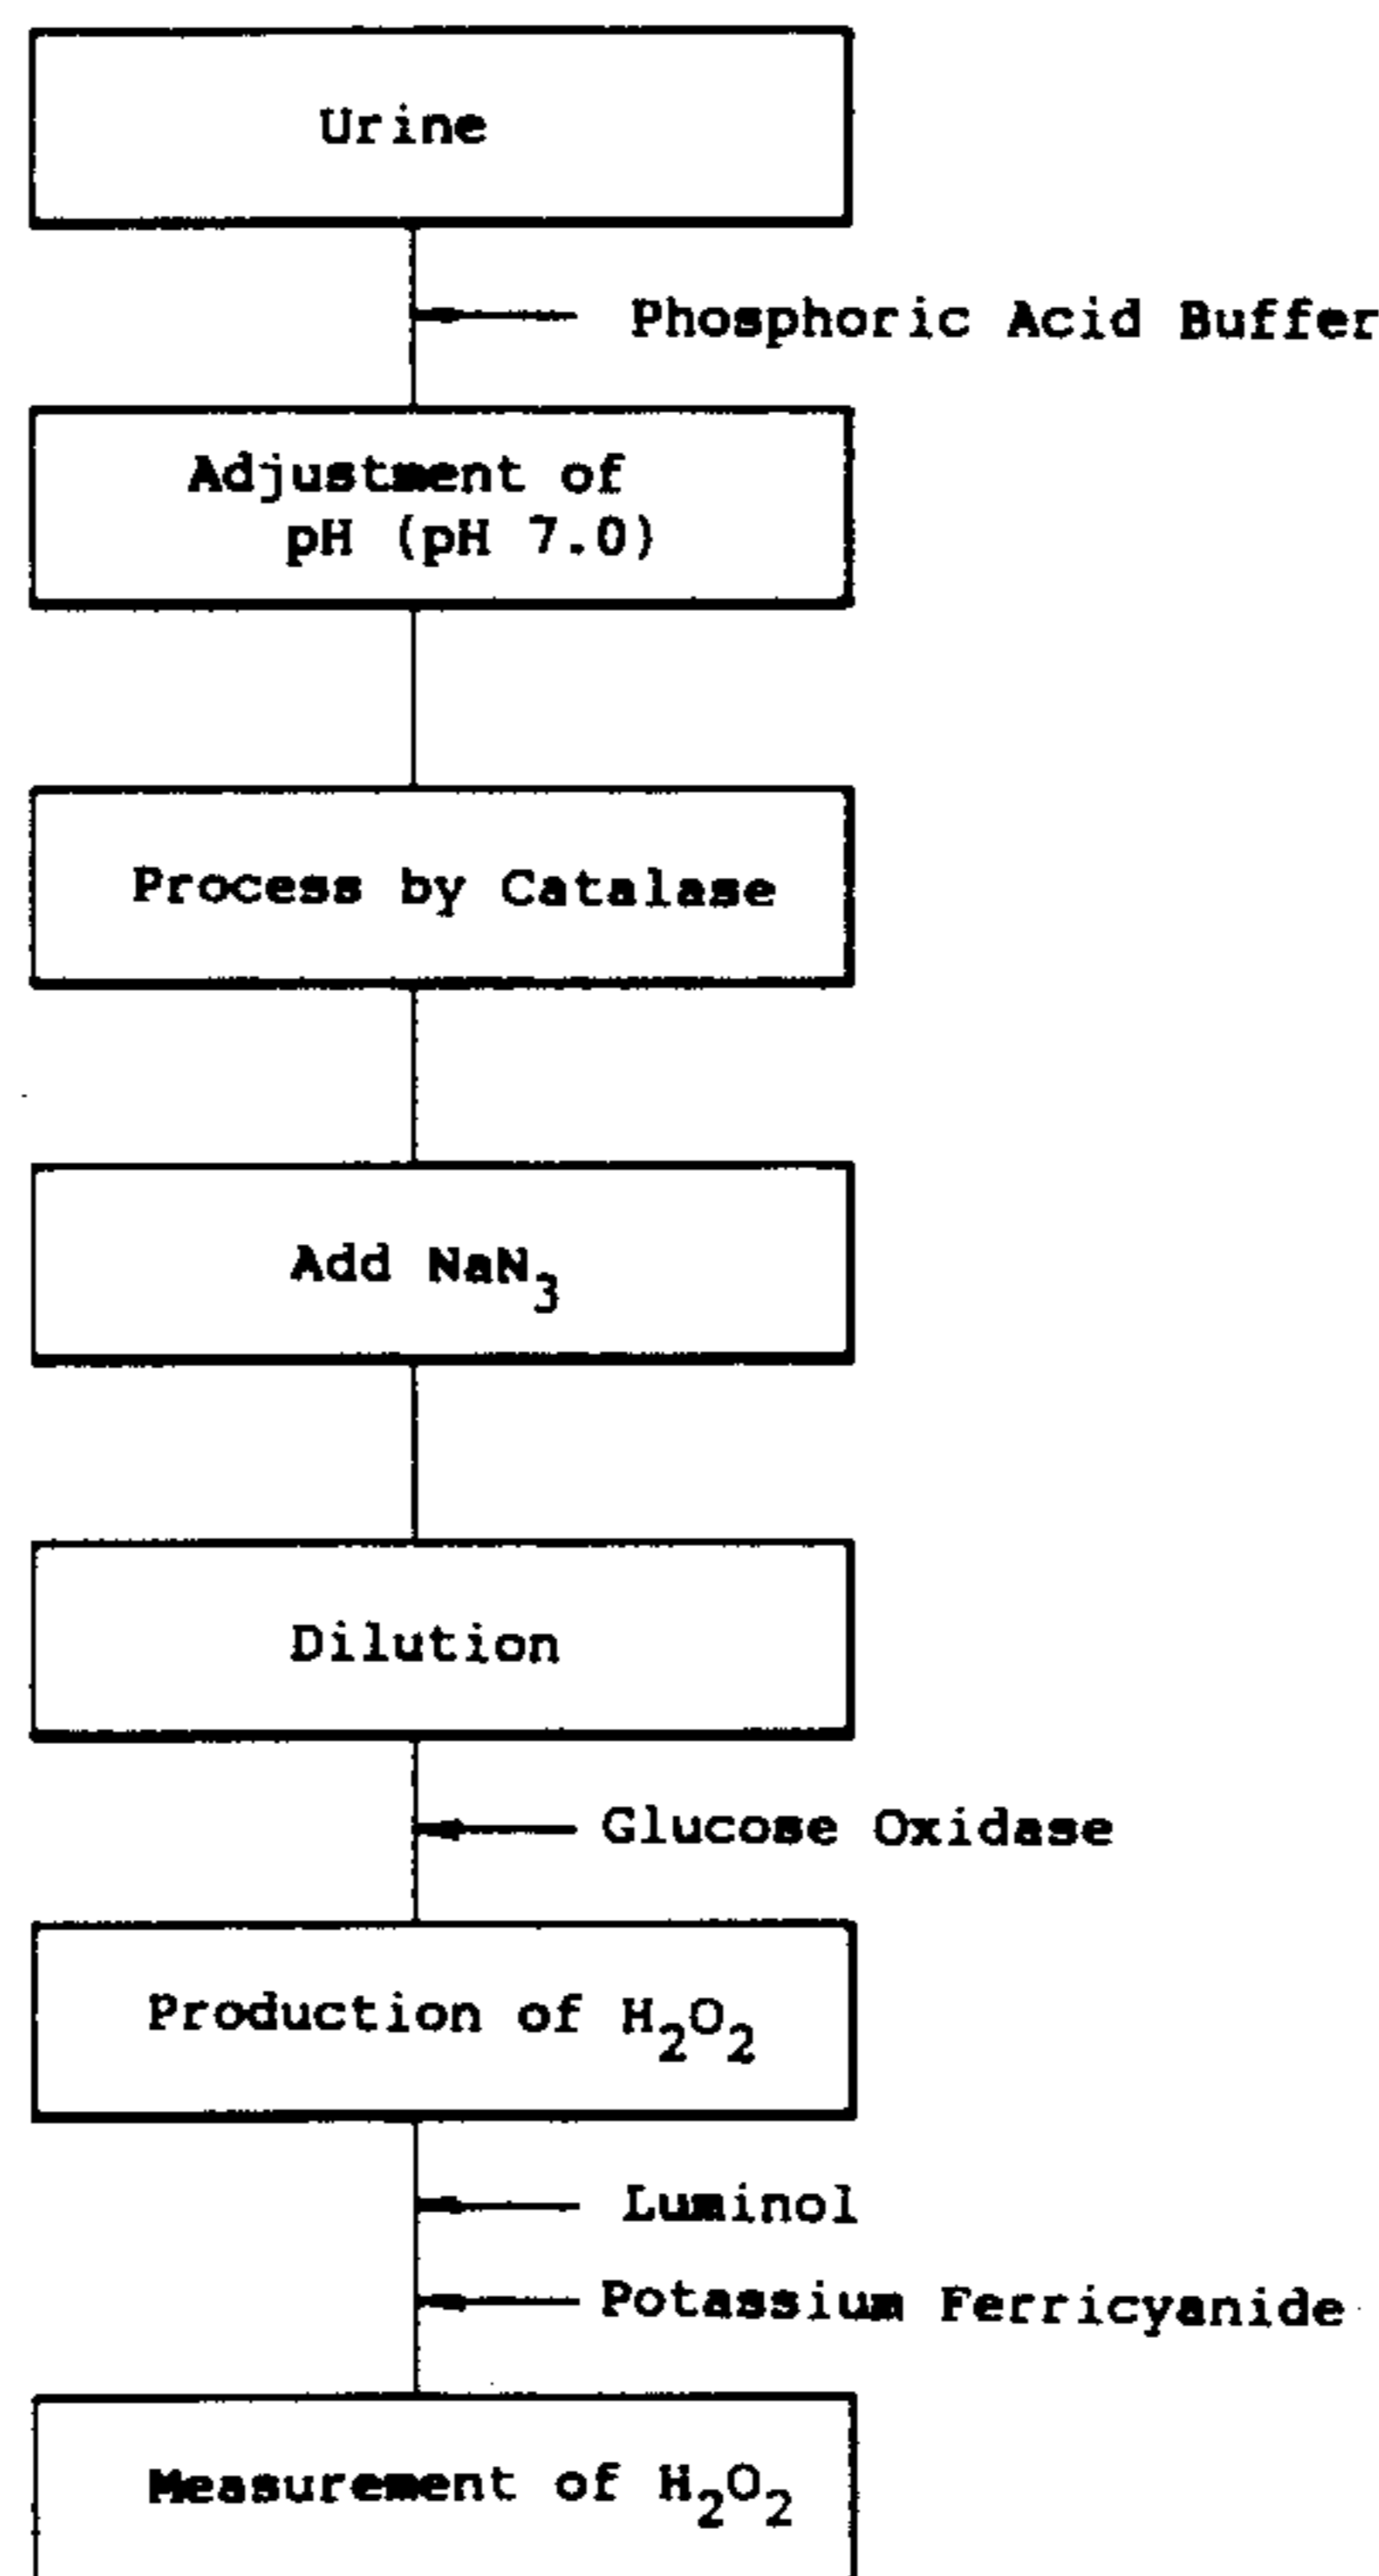 Urine
Phosphoric Acid Buffer
Adjustment of
pH (pH 7.0)
Process by Catalase
Add NaN₃
Dilution
Glucose Oxidase
Production of H₂O₂
Luminol
Potassium Ferricyanide
Measurement of H₂O₂